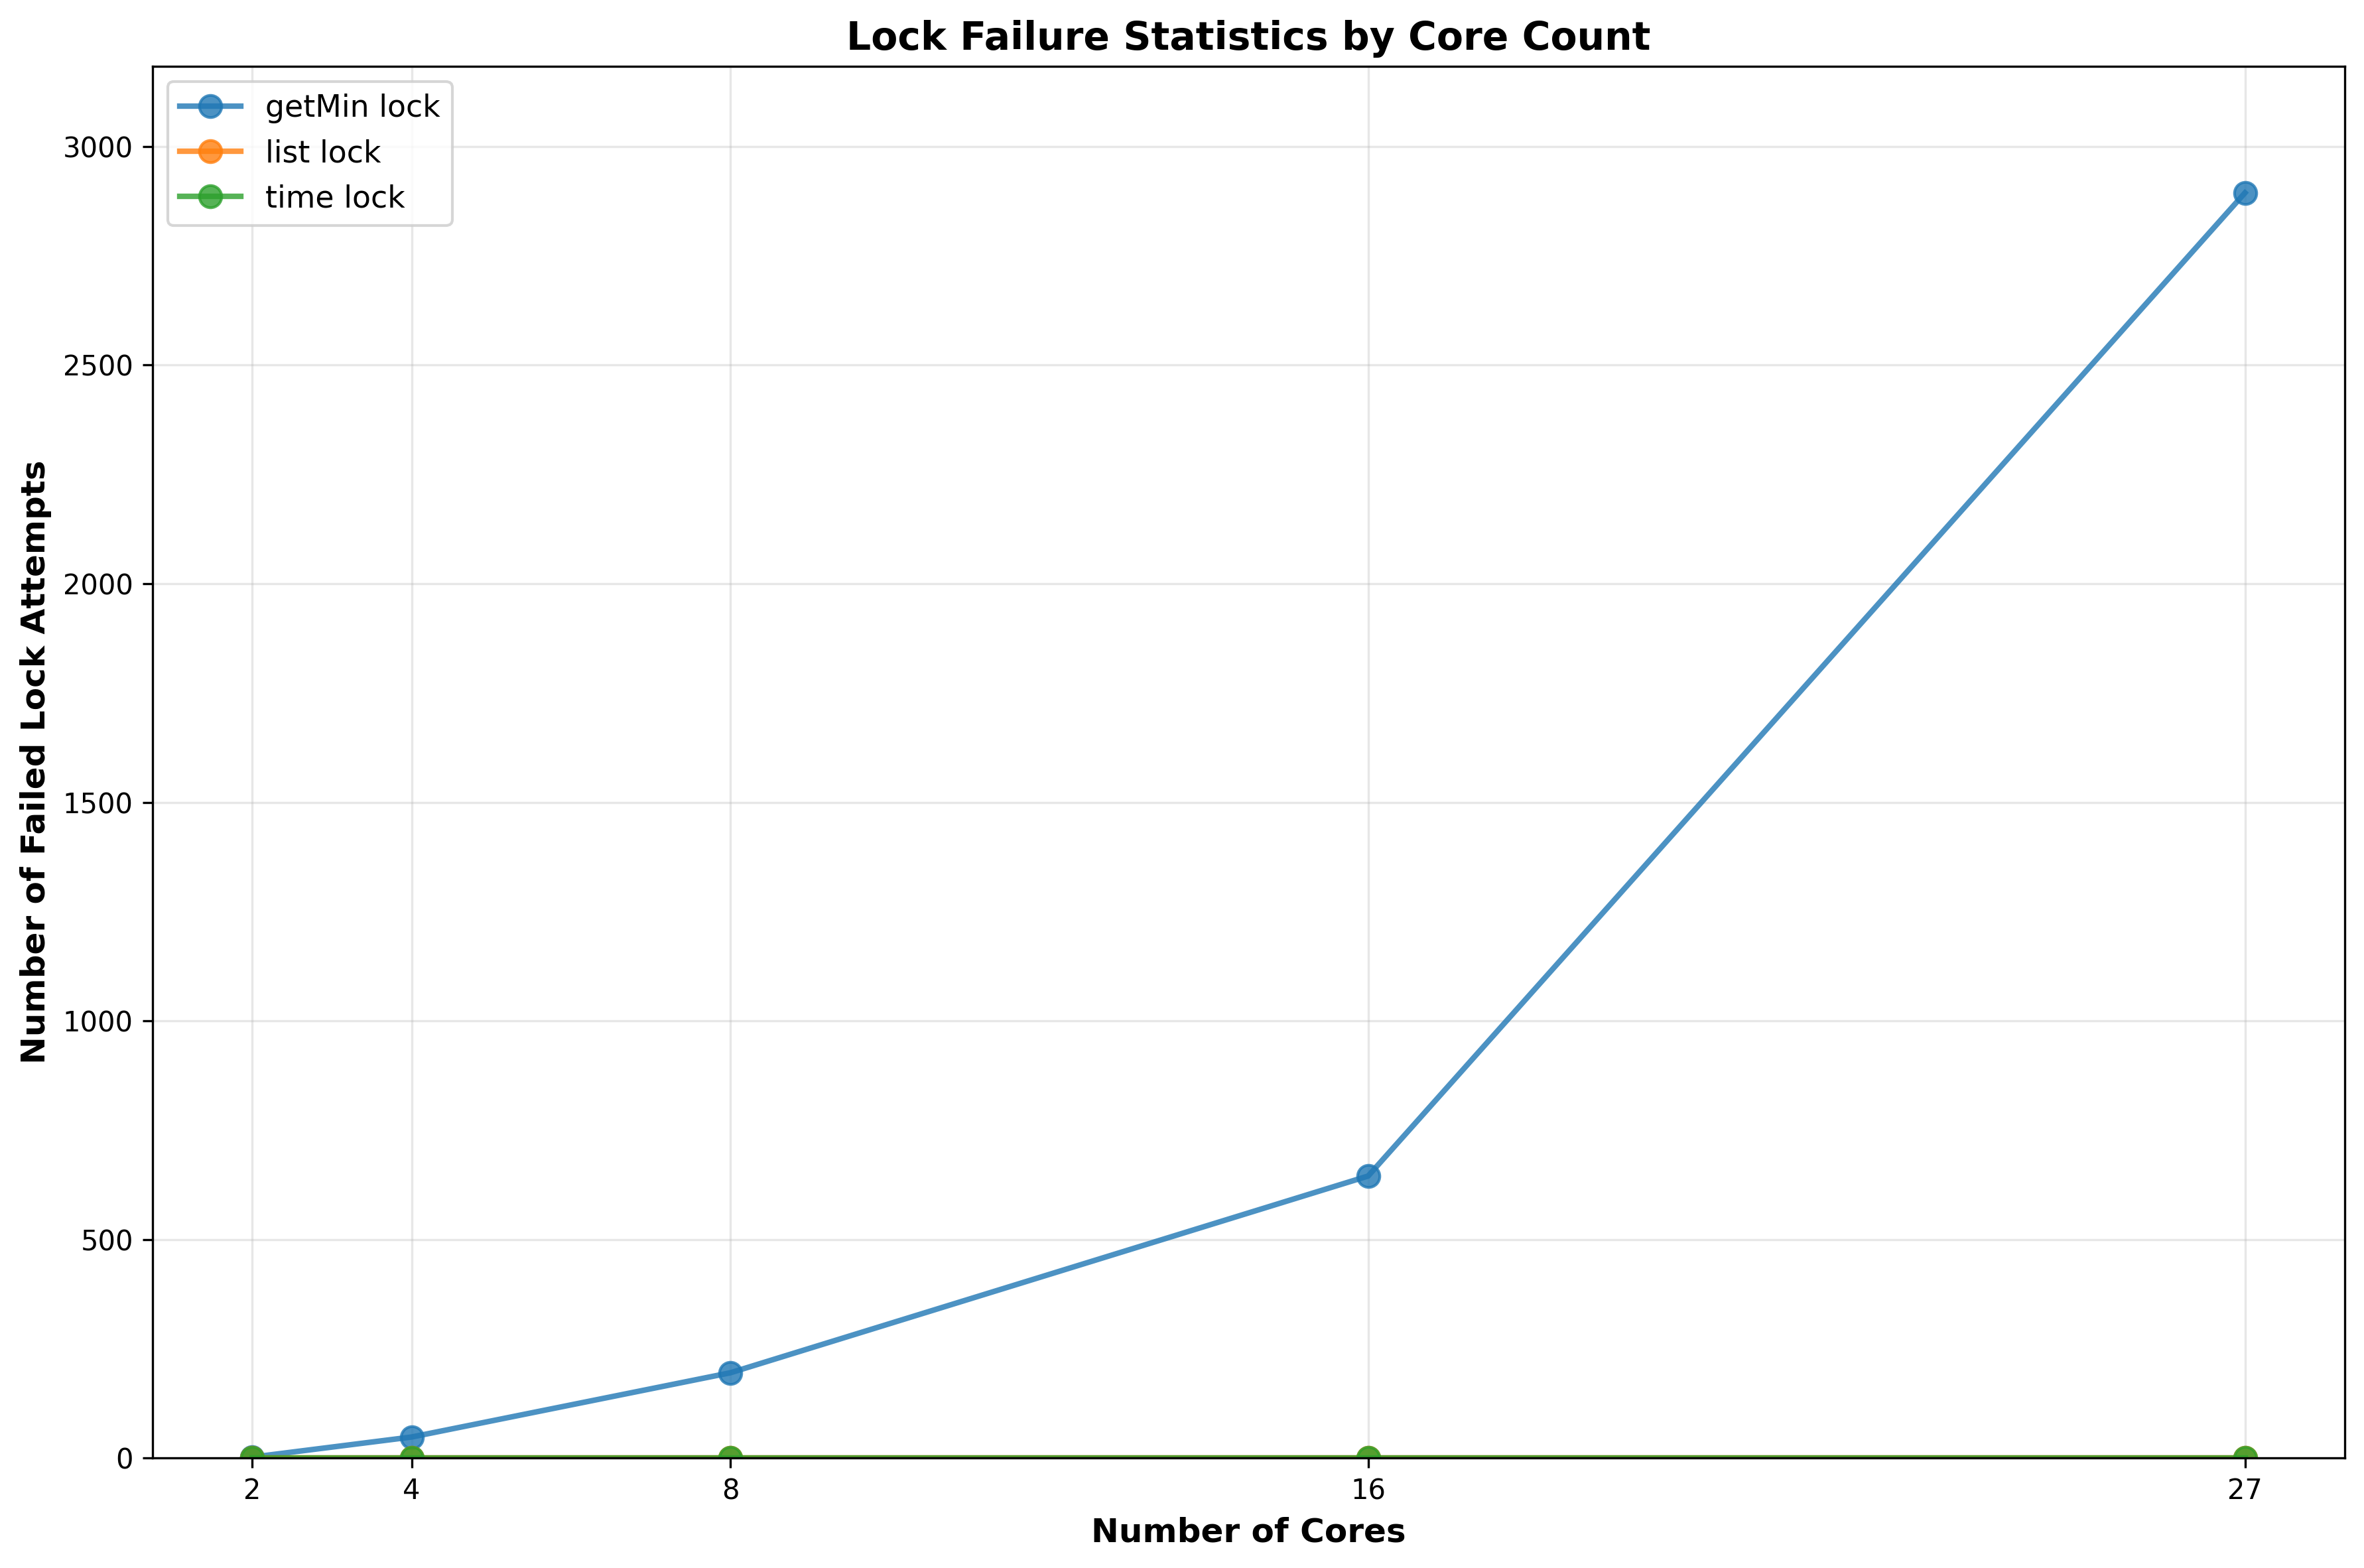 Lock Failure Statistics by Core Count
getMin lock
list lock
time lock
Number of Failed Lock Attempts
3000
2500
2000
1500
1000
500
0
2 4 8 16 27
Number of Cores